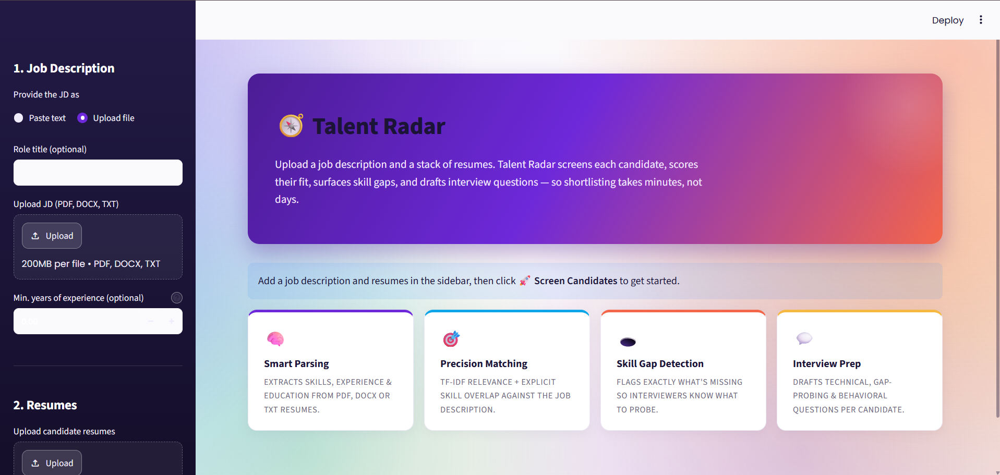 Deploy
1. Job Description
Provide the JD as
Paste text
Upload file
Role title (optional)
Upload JD (PDF, DOCX, TXT)
Upload
200MB per file • PDF, DOCX, TXT
Min. years of experience (optional)
2. Resumes
Upload candidate resumes
Upload
Talent Radar
Upload a job description and a stack of resumes. Talent Radar screens each candidate, scores
their fit, surfaces skill gaps, and drafts interview questions — so shortlisting takes minutes, not
days.
Add a job description and resumes in the sidebar, then click 🚀 Screen Candidates to get started.
Smart Parsing
EXTRACTS SKILLS, EXPERIENCE &
EDUCATION FROM PDF, DOCX OR
TXT RESUMES.
Precision Matching
TF-IDF RELEVANCE + EXPLICIT
SKILL OVERLAP AGAINST THE JOB
DESCRIPTION.
Skill Gap Detection
FLAGS EXACTLY WHAT'S MISSING
SO INTERVIEWERS KNOW WHAT
TO PROBE.
Interview Prep
DRAFTS TECHNICAL, GAP-
PROBING & BEHAVIORAL
QUESTIONS PER CANDIDATE.